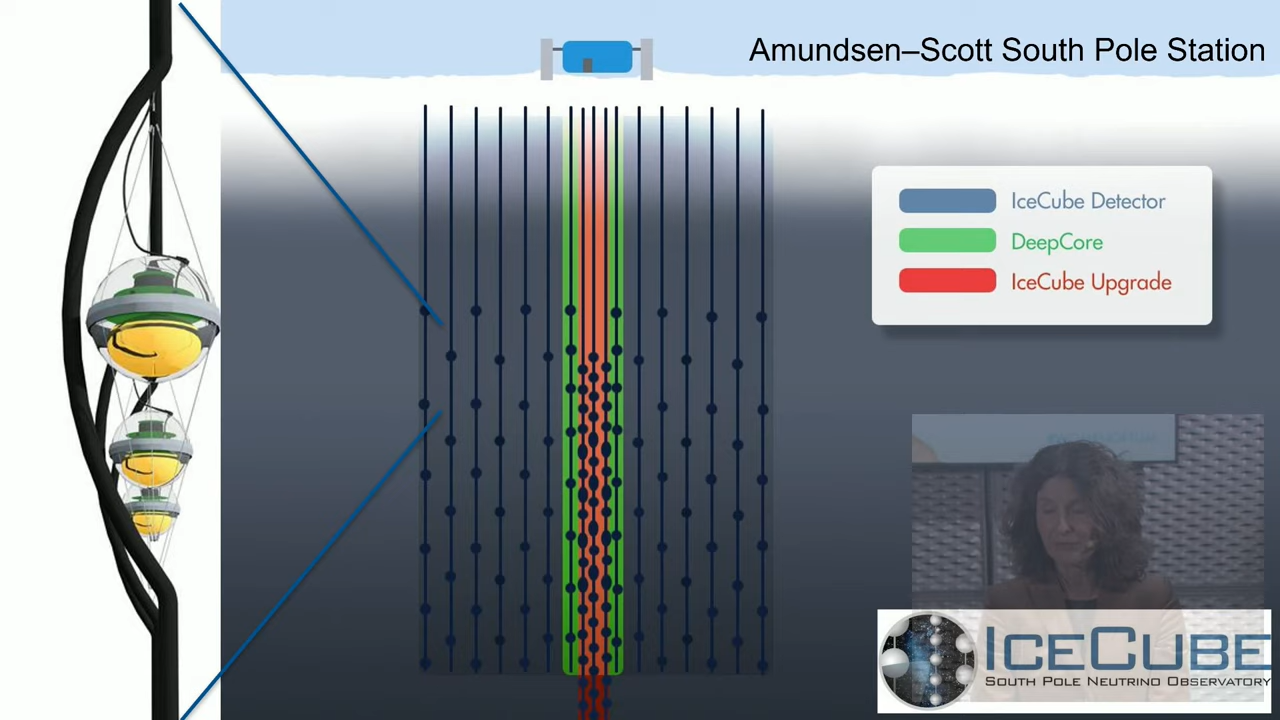 Amundsen–Scott South Pole Station
IceCube Detector
DeepCore
IceCube Upgrade
ICECUBE
SOUTH POLE NEUTRINO OBSERVATORY